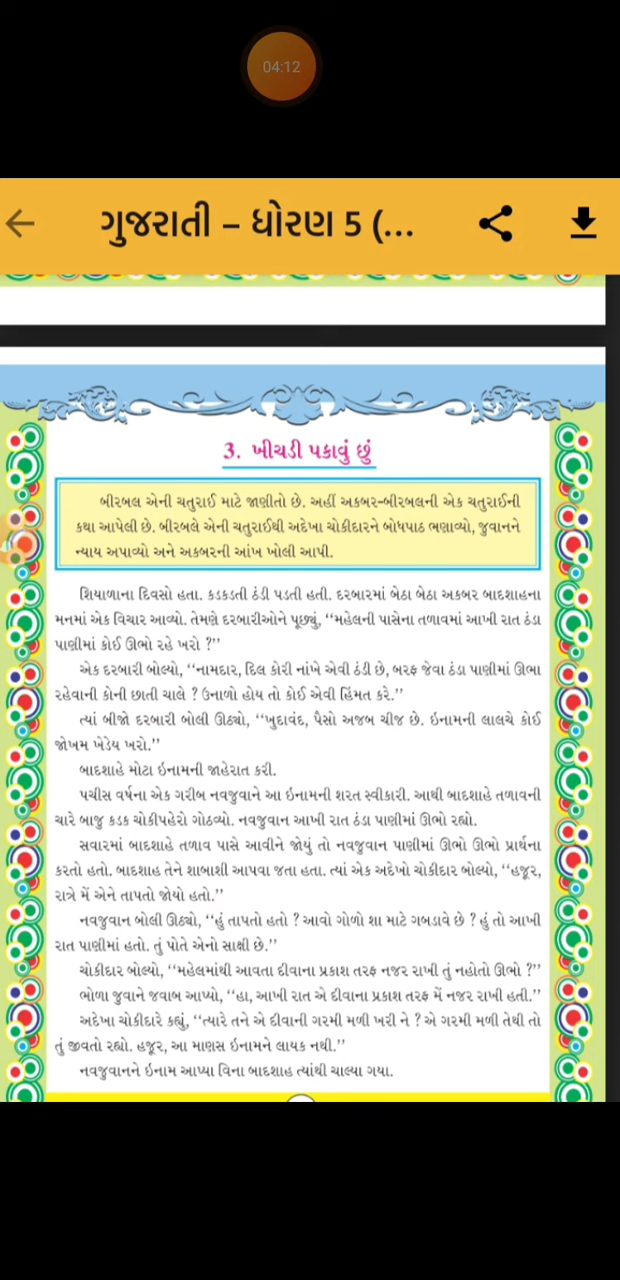 04:12
ગુજરાતી – ધોરણ 5 (...
3. ખીચડી પકાવું છું
બીરબલ એની ચતુરાઈ માટે જાણીતો છે. અહીં અકબર-બીરબલની એક ચતુરાઈની
કથા આપેલી છે. બીરબલે એની ચતુરાઈથી અદેખા ચોકીદારને બોધપાઠ ભણાવ્યો, જુવાનને
ન્યાય અપાવ્યો અને અકબરની આંખ ખોલી આપી.
શિયાળાના દિવસો હતા. કડકડતી ઠંડી પડતી હતી. દરબારમાં બેઠા બેઠા અકબર બાદશાહના
મનમાં એક વિચાર આવ્યો. તેમણે દરબારીઓને પૂછ્યું, ‘‘મહેલની પાસેના તળાવમાં આખી રાત ઠંડા
પાણીમાં કોઈ ઊભો રહે ખરો ?’’
એક દરબારી બોલ્યો, ‘‘નામદાર, દિલ કોરી નાંખે એવી ઠંડી છે, બરફ જેવા ઠંડા પાણીમાં ઊભા
રહેવાની કોની છાતી ચાલે ? ઉનાળો હોય તો કોઈ એવી હિંમત કરે.’’
ત્યાં બીજો દરબારી બોલી ઊઠ્યો, ‘‘ખુદાવંદ, પૈસો અજબ ચીજ છે. ઇનામની લાલચે કોઈ
જોખમ ખેડેય ખરો.’’
બાદશાહે મોટા ઇનામની જાહેરાત કરી.
પચીસ વર્ષના એક ગરીબ નવજુવાને આ ઇનામની શરત સ્વીકારી. આથી બાદશાહે તળાવની
ચારે બાજુ કડક ચોકીપહેરો ગોઠવ્યો. નવજુવાન આખી રાત ઠંડા પાણીમાં ઊભો રહ્યો.
સવારમાં બાદશાહે તળાવ પાસે આવીને જોયું તો નવજુવાન પાણીમાં ઊભો ઊભો પ્રાર્થના
કરતો હતો. બાદશાહ તેને શાબાશી આપવા જતા હતા. ત્યાં એક અદેખો ચોકીદાર બોલ્યો, ‘‘હજૂર,
રાત્રે મેં એને તાપતો જોયો હતો.’’
નવજુવાન બોલી ઊઠ્યો, ‘‘હું તાપતો હતો ? આવો ગોળો શા માટે ગબડાવે છે ? હું તો આખી
રાત પાણીમાં હતો. તું પોતે એનો સાક્ષી છે.’’
ચોકીદાર બોલ્યો, ‘‘મહેલમાંથી આવતા દીવાના પ્રકાશ તરફ નજર રાખી તું નહોતો ઊભો ?’’
ભોળા જુવાને જવાબ આપ્યો, ‘‘હા, આખી રાત એ દીવાના પ્રકાશ તરફ મેં નજર રાખી હતી.’’
અદેખા ચોકીદારે કહ્યું, ‘‘ત્યારે તને એ દીવાની ગરમી મળી ખરી ને ? એ ગરમી મળી તેથી તો
તું જીવતો રહ્યો. હજૂર, આ માણસ ઇનામને લાયક નથી.’’
નવજુવાનને ઇનામ આપ્યા વિના બાદશાહ ત્યાંથી ચાલ્યા ગયા.